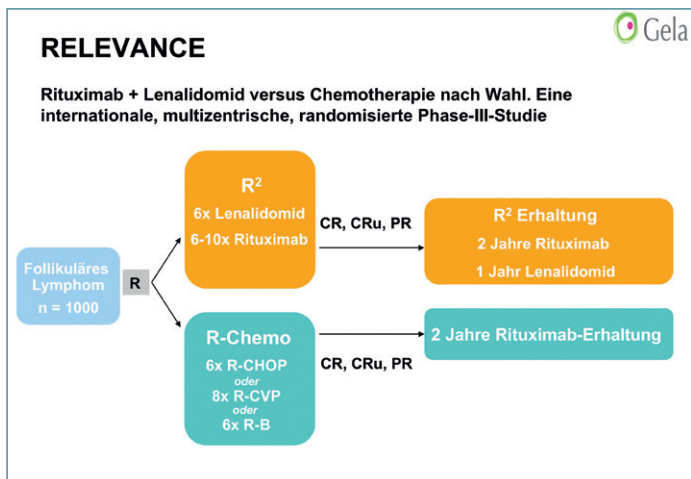 Gela
RELEVANCE
Rituximab + Lenalidomid versus Chemotherapie nach Wahl. Eine
internationale, multizentrische, randomisierte Phase-III-Studie
Follikuläres
Lymphom
n = 1000
R
R²
6x Lenalidomid
6-10x Rituximab
CR, CRu, PR
R² Erhaltung
2 Jahre Rituximab
1 Jahr Lenalidomid
R-Chemo
6x R-CHOP
oder
8x R-CVP
oder
6x R-B
CR, CRu, PR
2 Jahre Rituximab-Erhaltung